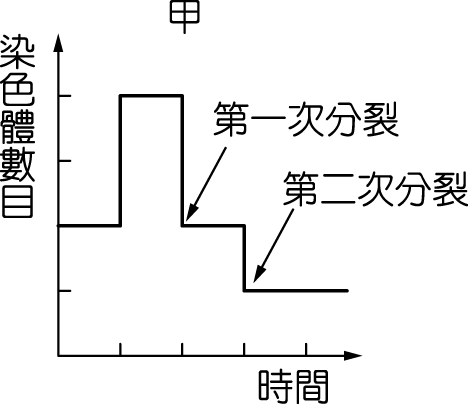 甲
染色體數目
第一次分裂
第二次分裂
時間